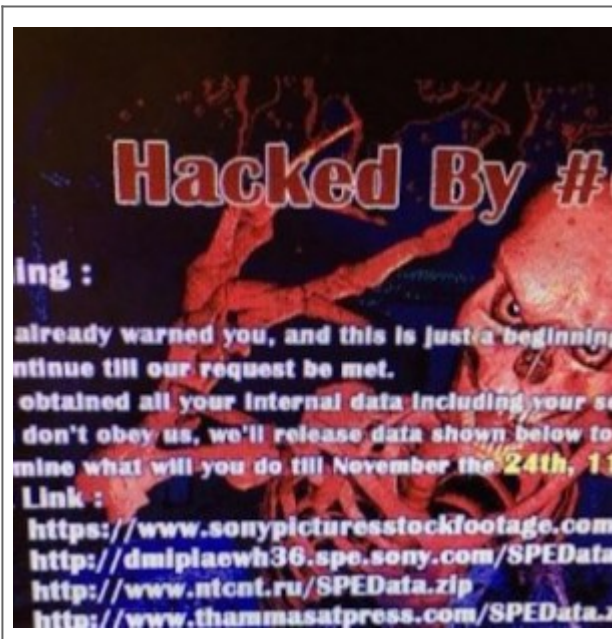 Hacked By #
ing :
already warned you, and this is just a beginning
ntinue till our request be met.
obtained all your internal data including your se
don't obey us, we'll release data shown below to
mine what will you do till November the 24th, 11
Link :
https://www.sonypicturesstockfootage.com
http://dmiplaewh36.spe.sony.com/SPEData
http://www.ntcnt.ru/SPEData.zip
http://www.thammasatpress.com/SPEData.z